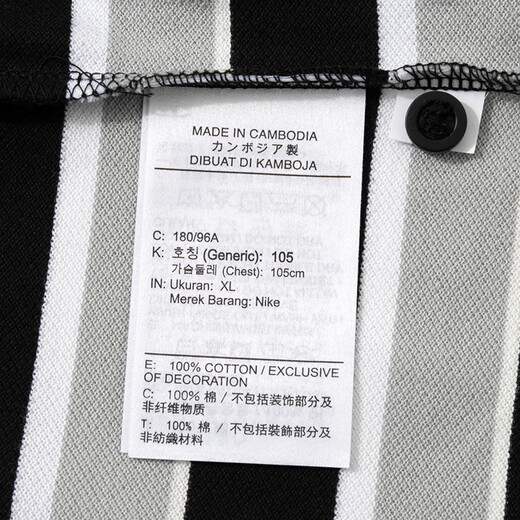 MADE IN CAMBODIA
カンボジア製
DIBUAT DI KAMBOJA
C: 180/96A
K: 호칭 (Generic): 105
가슴둘레 (Chest): 105cm
IN: Ukuran: XL
Merek Barang: Nike
E: 100% COTTON / EXCLUSIVE
OF DECORATION
C: 100% 棉 / 不包括装饰部分及
非纤维物质
T: 100% 棉 / 不包括裝飾部分及
非紡織材料